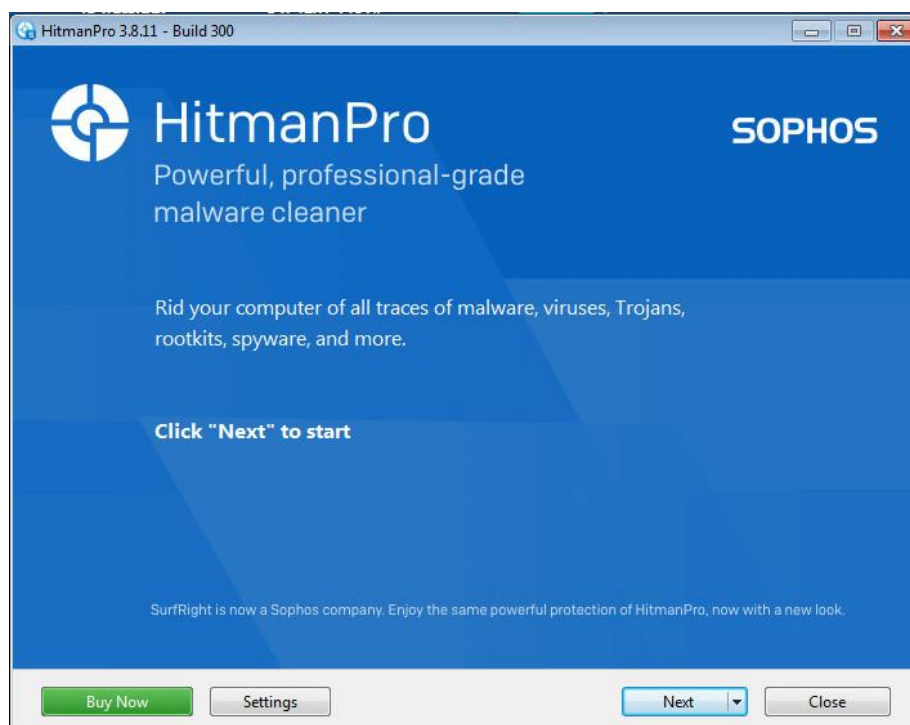 HitmanPro 3.8.11 - Build 300
HitmanPro
SOPHOS
Powerful, professional-grade
malware cleaner
Rid your computer of all traces of malware, viruses, Trojans,
rootkits, spyware, and more.
Click "Next" to start
SurfRight is now a Sophos company. Enjoy the same powerful protection of HitmanPro, now with a new look.
Buy Now
Settings
Next
Close